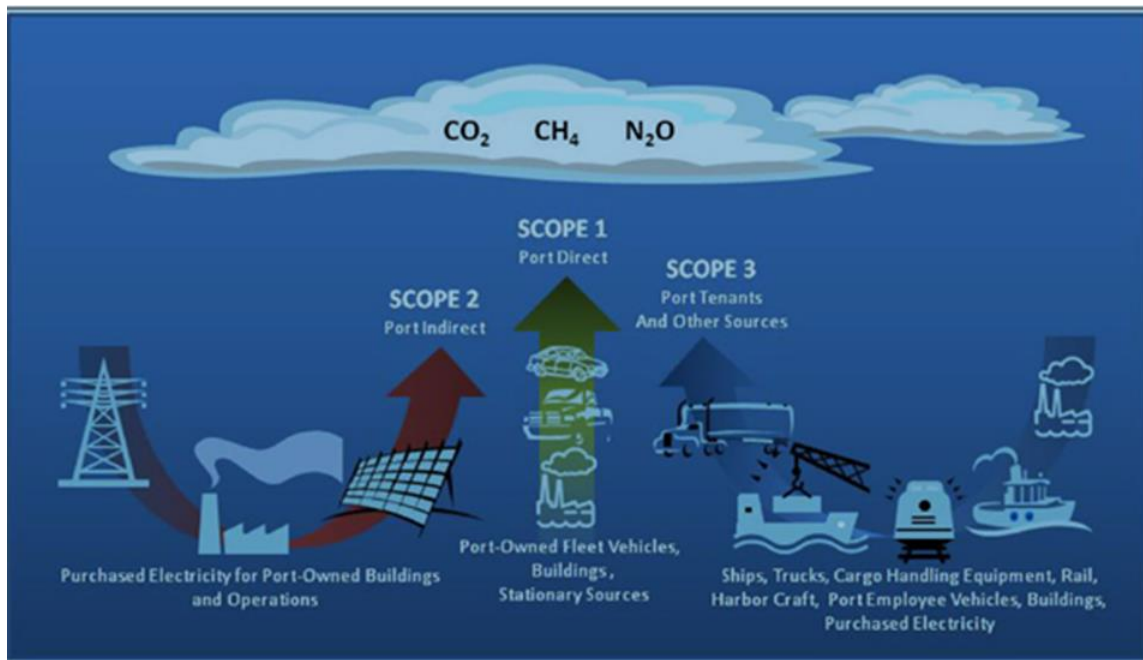 CO₂ CH₄ N₂O
SCOPE 1
Port Direct
SCOPE 2
Port Indirect
SCOPE 3
Port Tenants
And Other Sources
Purchased Electricity for Port-Owned Buildings
and Operations
Port-Owned Fleet Vehicles,
Buildings ,
Stationary Sources
Ships, Trucks, Cargo Handling Equipment, Rail,
Harbor Craft, Port Employee Vehicles, Buildings,
Purchased Electricity